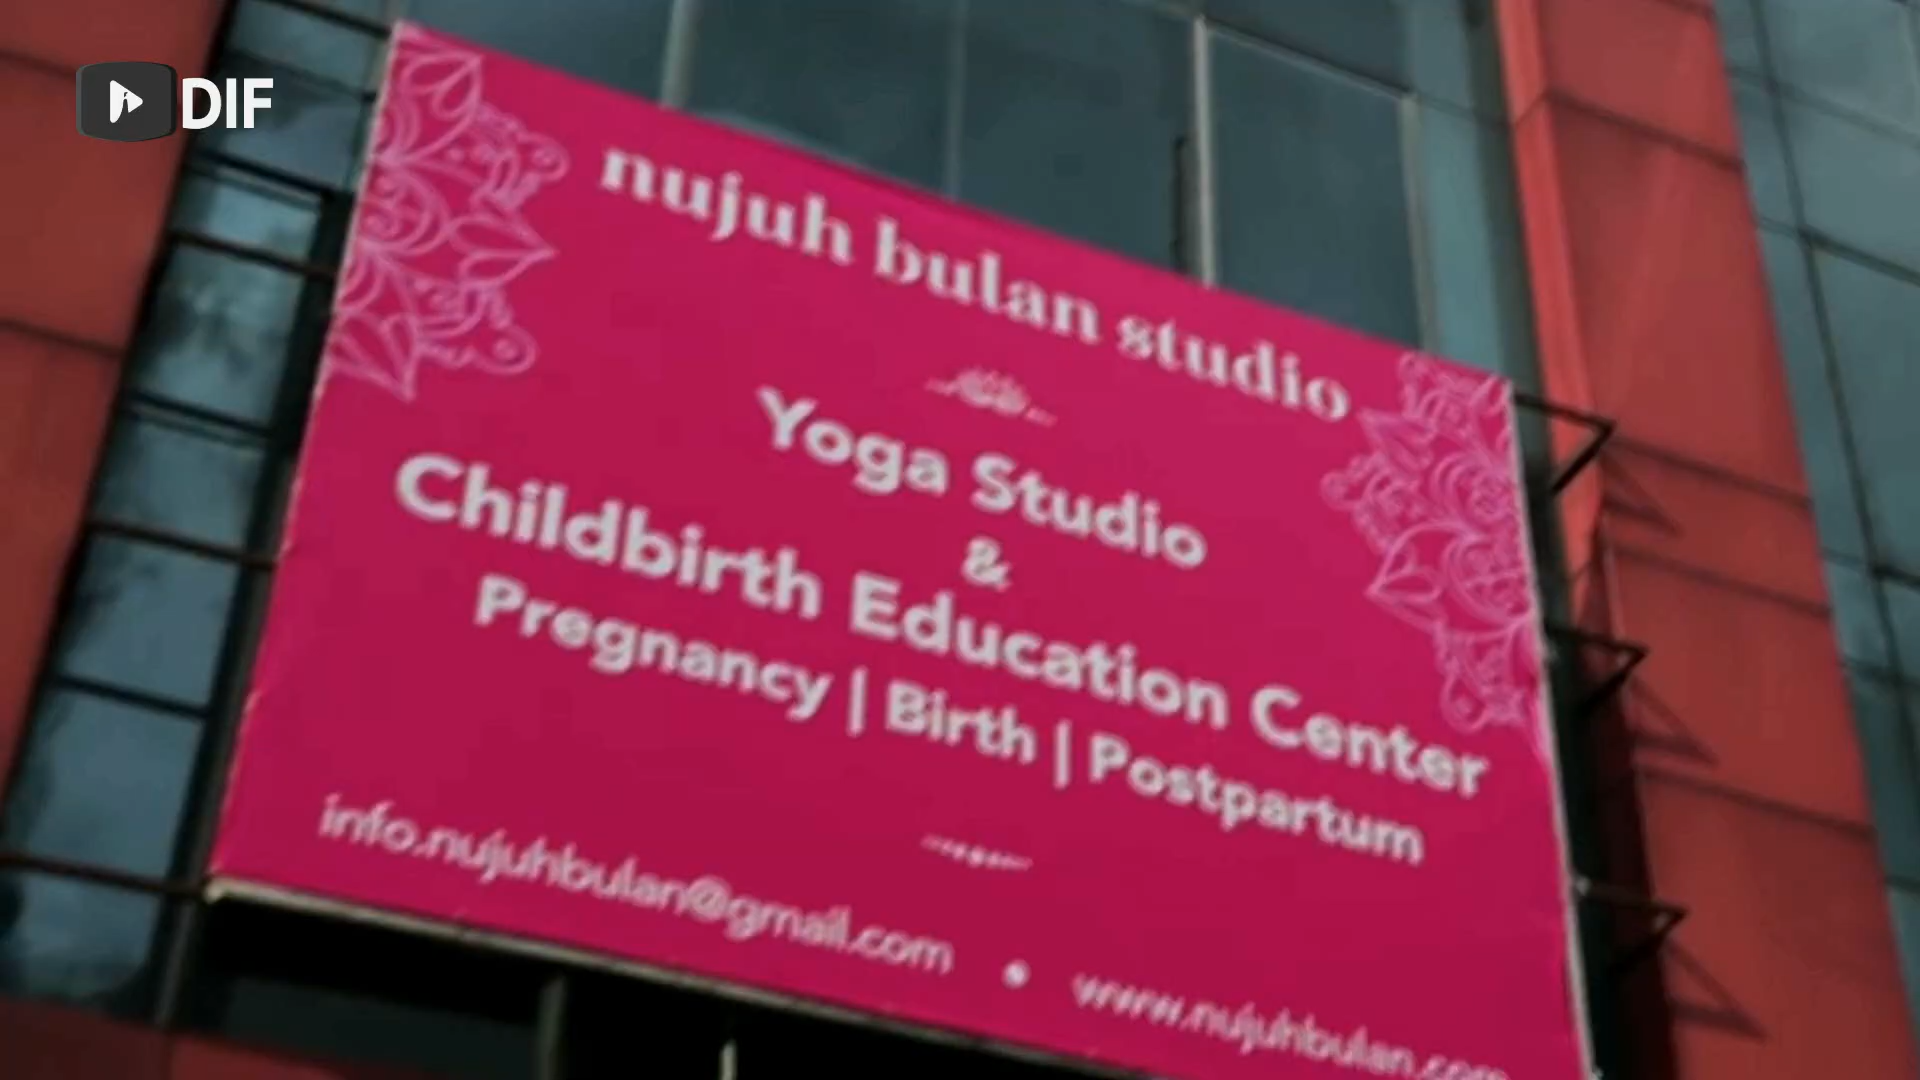 DIF
nujuh bulan studio
Yoga Studio
&
Childbirth Education Center
Pregnancy | Birth | Postpartum
info.nujuhbulan@gmail.com • www.nujuhbulan.com